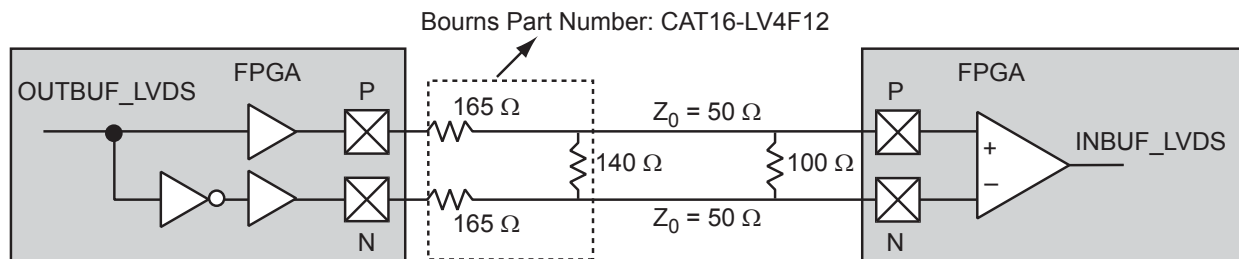 Bourns Part Number: CAT16-LV4F12
FPGA
FPGA
OUTBUF_LVDS
P
165 Ω
Z₀ = 50 Ω
P
INBUF_LVDS
+
140 Ω
100 Ω
−
165 Ω
Z₀ = 50 Ω
N
N